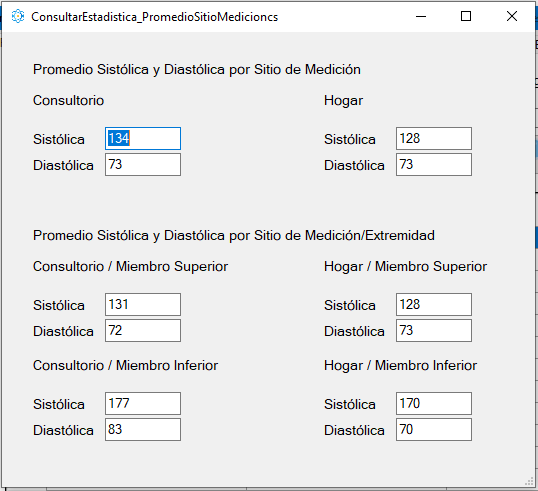 ConsultarEstadistica_PromedioSitioMedicioncs
Promedio Sistólica y Diastólica por Sitio de Medición
Consultorio Hogar
Sistólica 134 Sistólica 128
Diastólica 73 Diastólica 73
Promedio Sistólica y Diastólica por Sitio de Medición/Extremidad
Consultorio / Miembro Superior Hogar / Miembro Superior
Sistólica 131 Sistólica 128
Diastólica 72 Diastólica 73
Consultorio / Miembro Inferior Hogar / Miembro Inferior
Sistólica 177 Sistólica 170
Diastólica 83 Diastólica 70